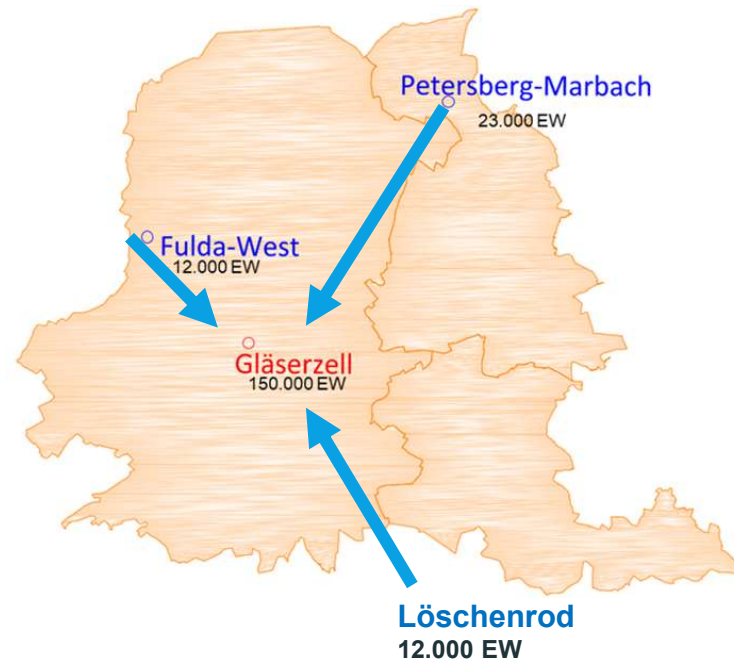 Petersberg-Marbach
23.000 EW
Fulda-West
12.000 EW
Gläserzell
150.000 EW
Löschenrod
12.000 EW